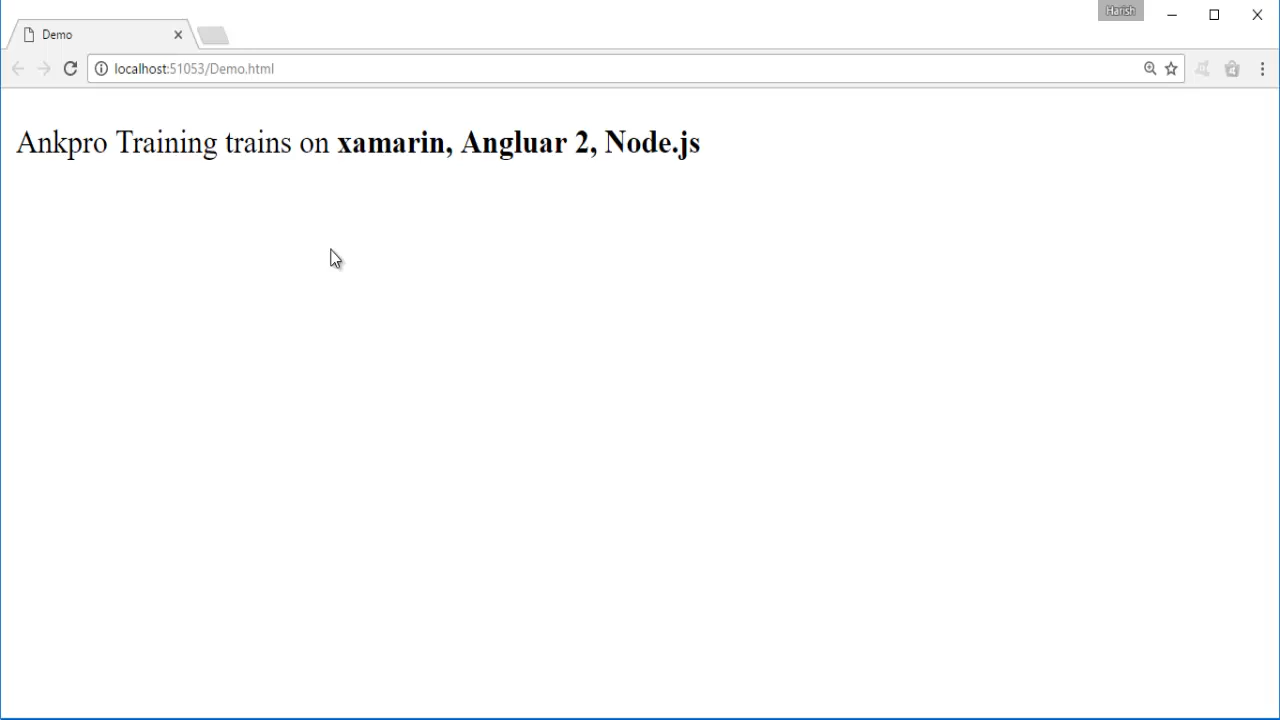 Harish
Demo
localhost:51053/Demo.html
Ankpro Training trains on xamarin, Angluar 2, Node.js